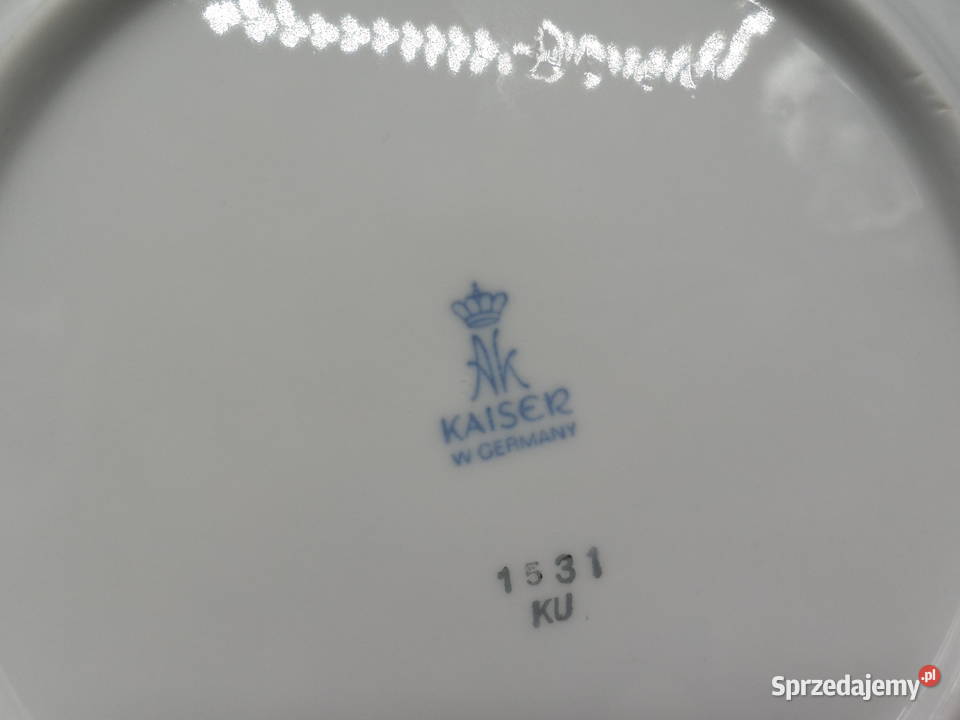 AK
KAISER
W GERMANY
1531
KU
Sprzedajemy.pl